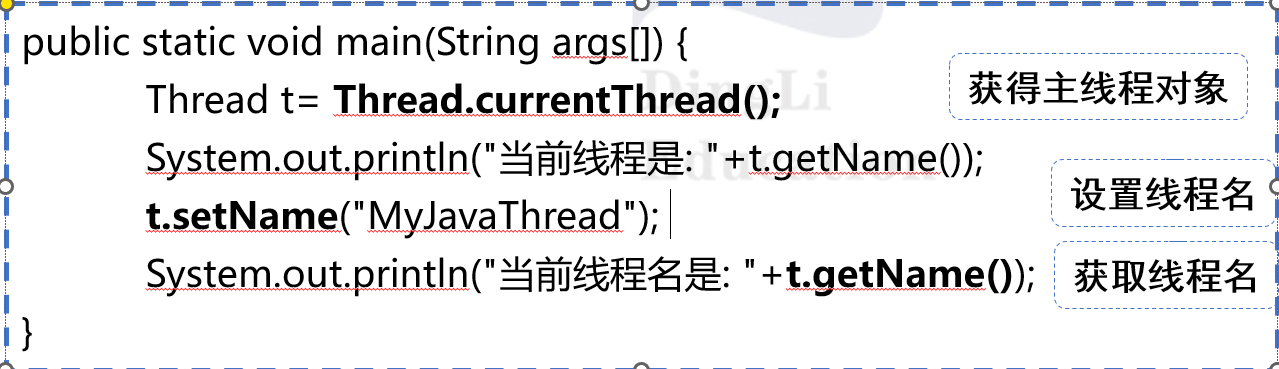 public static void main(String args[]) {
Thread t= Thread.currentThread();
获得主线程对象
System.out.println("当前线程是: "+t.getName());
t.setName("MyJavaThread");
设置线程名
System.out.println("当前线程名是: "+t.getName());
获取线程名
}
DingLi
Education